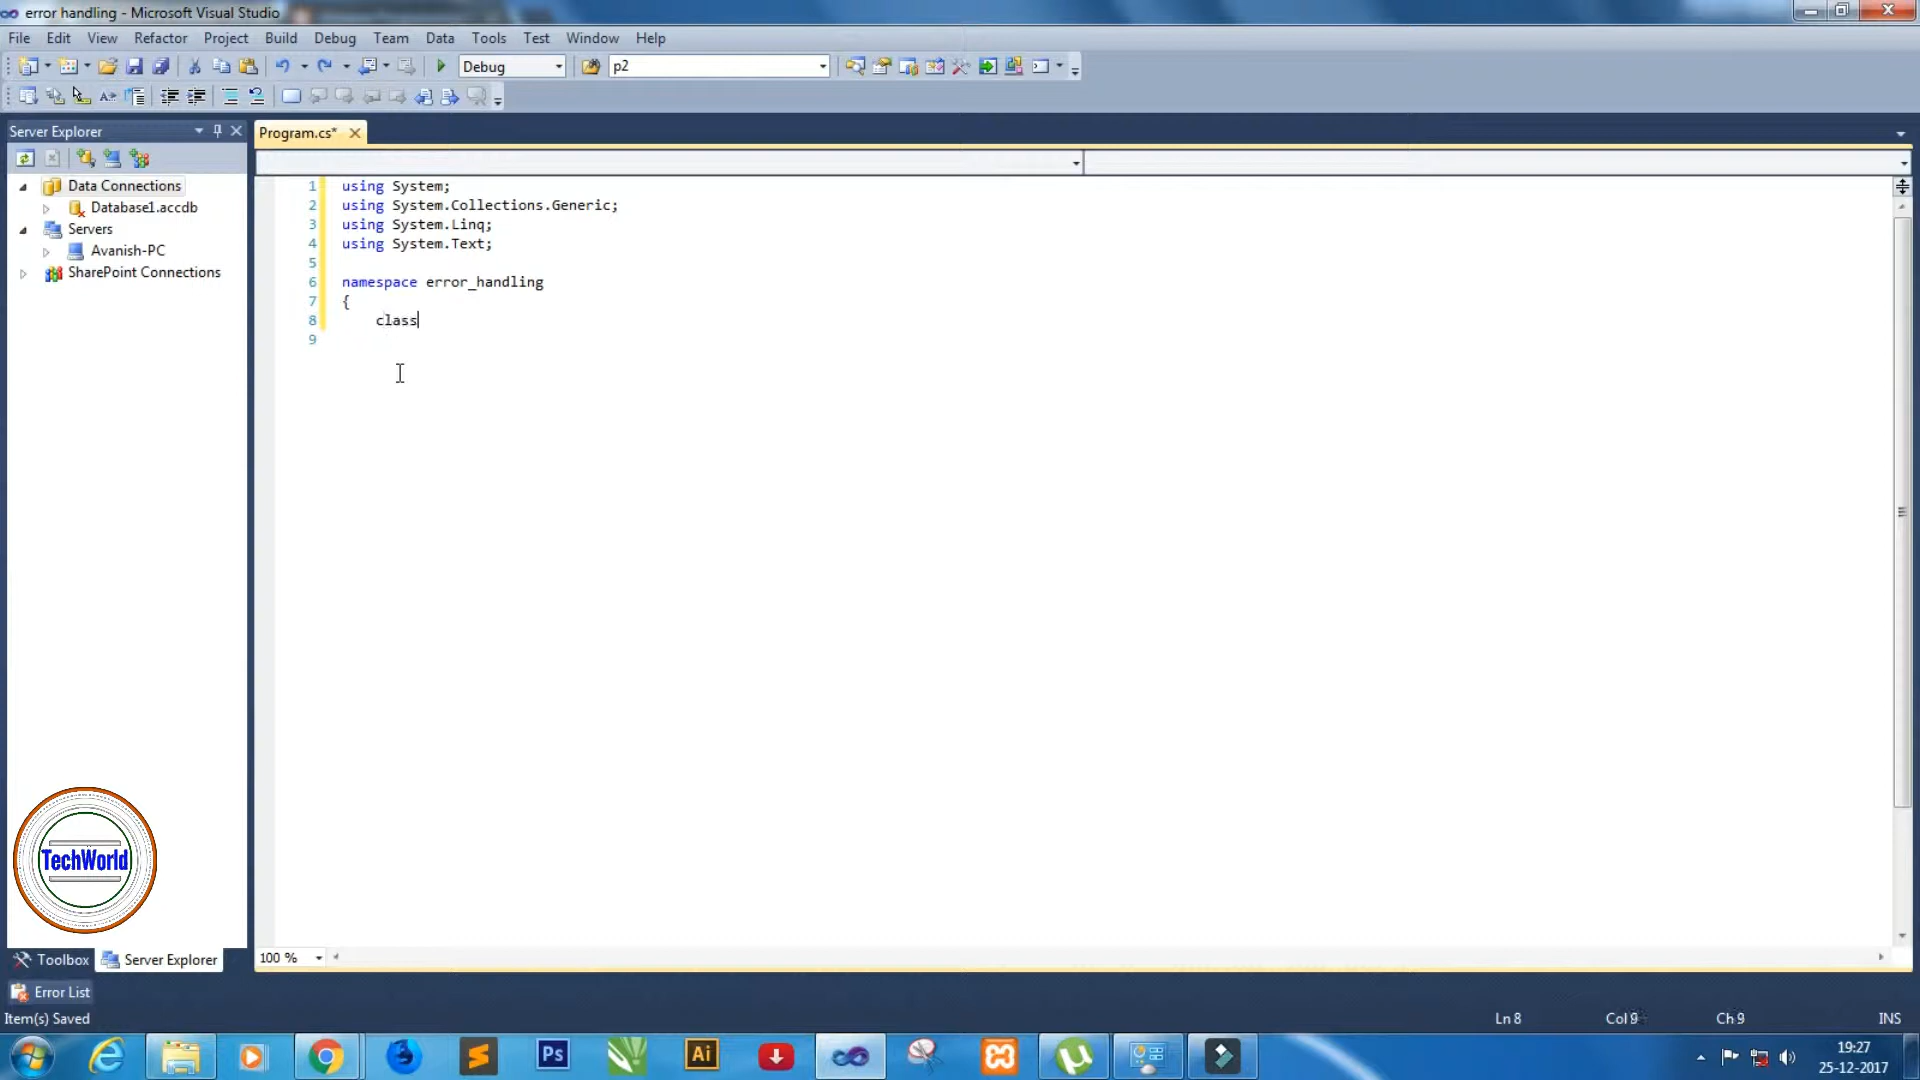 error handling - Microsoft Visual Studio
File Edit View Refactor Project Build Debug Team Data Tools Test Window Help
Debug p2
Server Explorer
Program.cs*
Data Connections
Database1.accdb
Servers
Avanish-PC
SharePoint Connections
1 using System;
2 using System.Collections.Generic;
3 using System.Linq;
4 using System.Text;
5
6 namespace error_handling
7 {
8 class
9
TechWorld
Toolbox Server Explorer
100 %
Error List
Item(s) Saved Ln 8 Col 9 Ch 9 INS
Ps Ai
19:27
25-12-2017